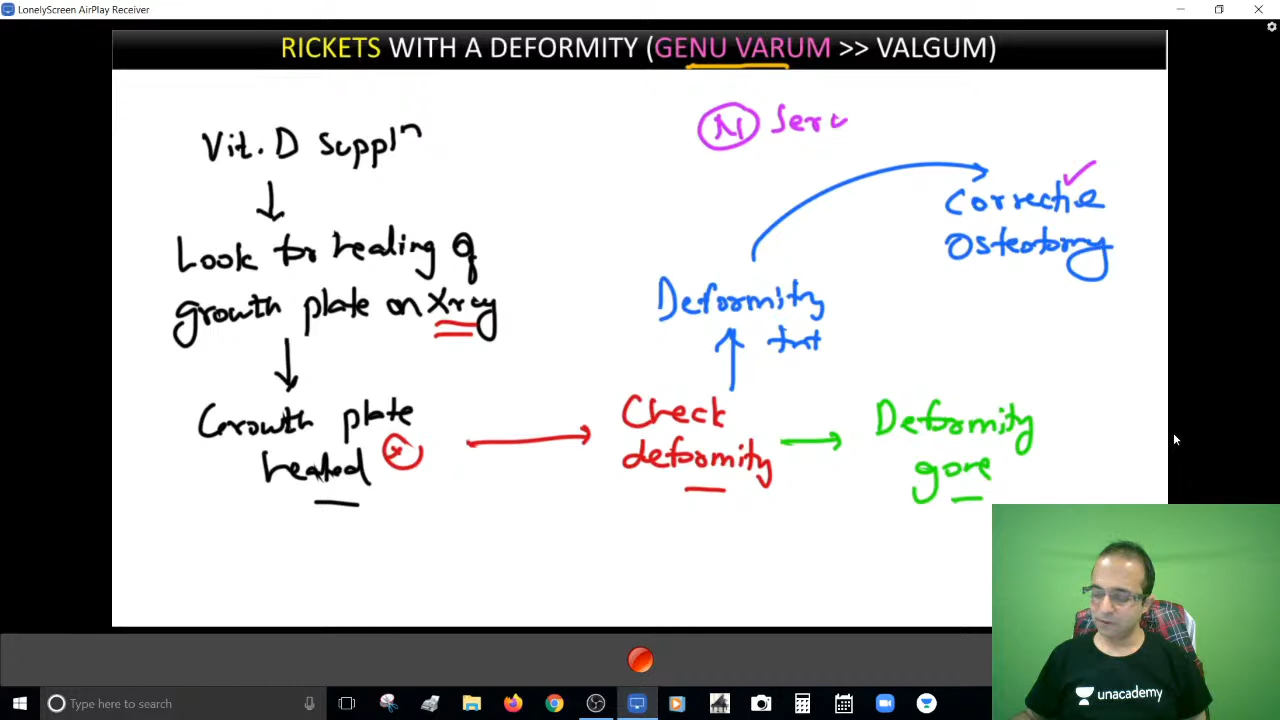 LonelyScreen AirPlay Receiver
RICKETS WITH A DEFORMITY (GENU VARUM >> VALGUM)
N Seru
Vit. D Suppl^n
Corrective
Osteotomy
Look for healing of
growth plate on Xray
Deformity
tnt
Growth plate
healed
Check
deformity
Deformity
gone
unacademy
Type here to search